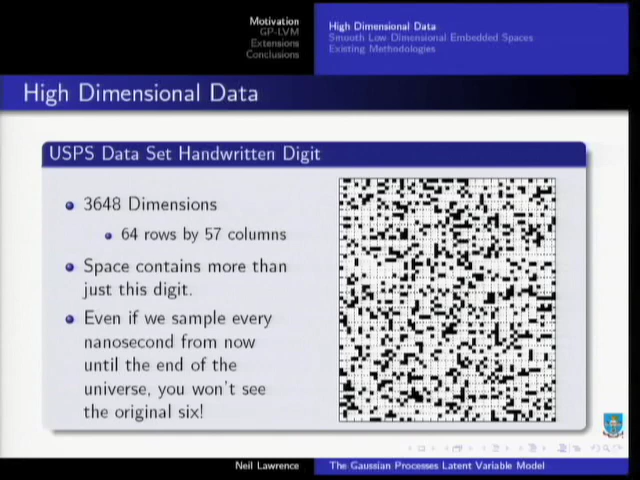 Motivation
GP-LVM
Extensions
Conclusions
High Dimensional Data
Smooth Low Dimensional Embedded Spaces
Existing Methodologies
High Dimensional Data
USPS Data Set Handwritten Digit
3648 Dimensions
64 rows by 57 columns
Space contains more than
just this digit.
Even if we sample every
nanosecond from now
until the end of the
universe, you won't see
the original six!
Neil Lawrence
The Gaussian Processes Latent Variable Model